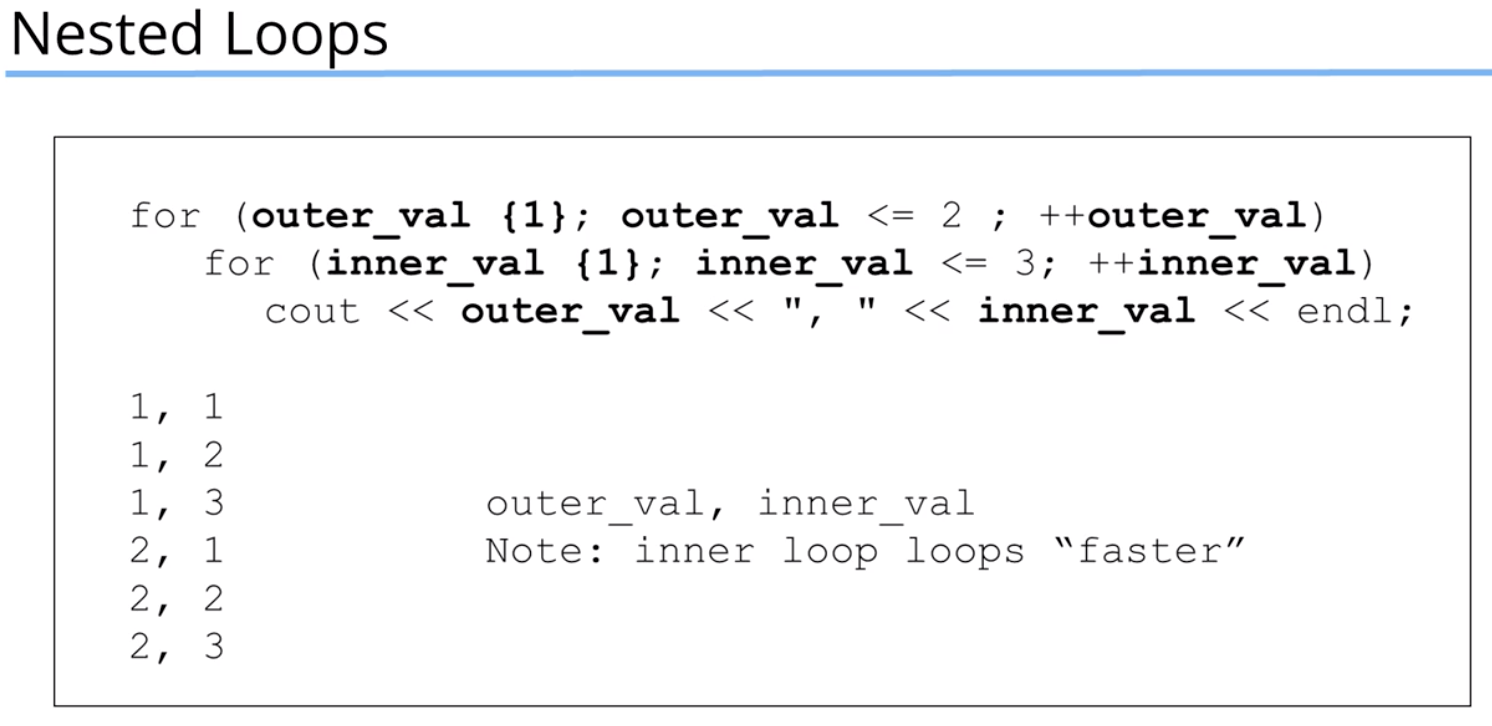 Nested Loops
for (outer_val {1}; outer_val <= 2 ; ++outer_val)
for (inner_val {1}; inner_val <= 3; ++inner_val)
cout << outer_val << ", " << inner_val << endl;
1, 1
1, 2
1, 3
outer_val, inner_val
2, 1
Note: inner loop loops “faster”
2, 2
2, 3